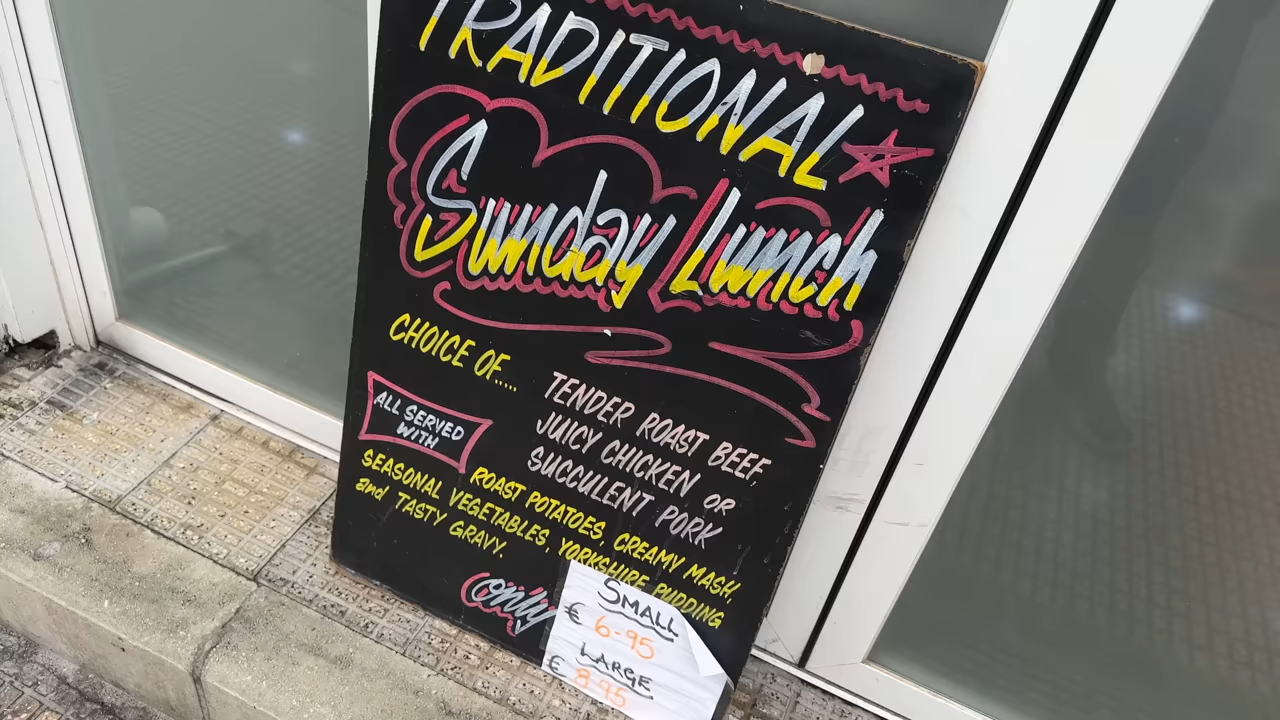 TRADITIONAL
Sunday Lunch
CHOICE OF.....
TENDER ROAST BEEF,
JUICY CHICKEN OR
SUCCULENT PORK
ALL SERVED
WITH
ROAST POTATOES, CREAMY MASH,
SEASONAL VEGETABLES, YORKSHIRE PUDDING
and TASTY GRAVY.
only
SMALL
€ 6-95
LARGE
€ 8-95